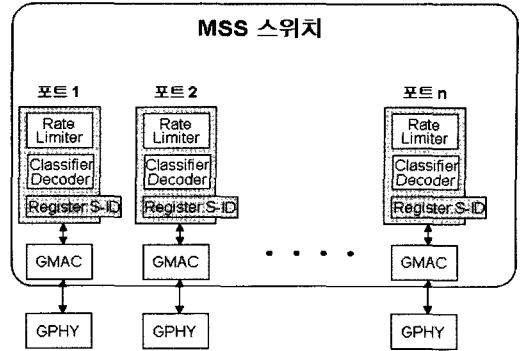 MSS 스위치
포트 1
포트 2
포트 n
Rate
Limiter
Classifier
Decoder
Register:S-ID
Rate
Limiter
Classifier
Decoder
Register:S-ID
Rate
Limiter
Classifier
Decoder
Register:S-ID
GMAC
GMAC
• • • •
GMAC
GPHY
GPHY
GPHY